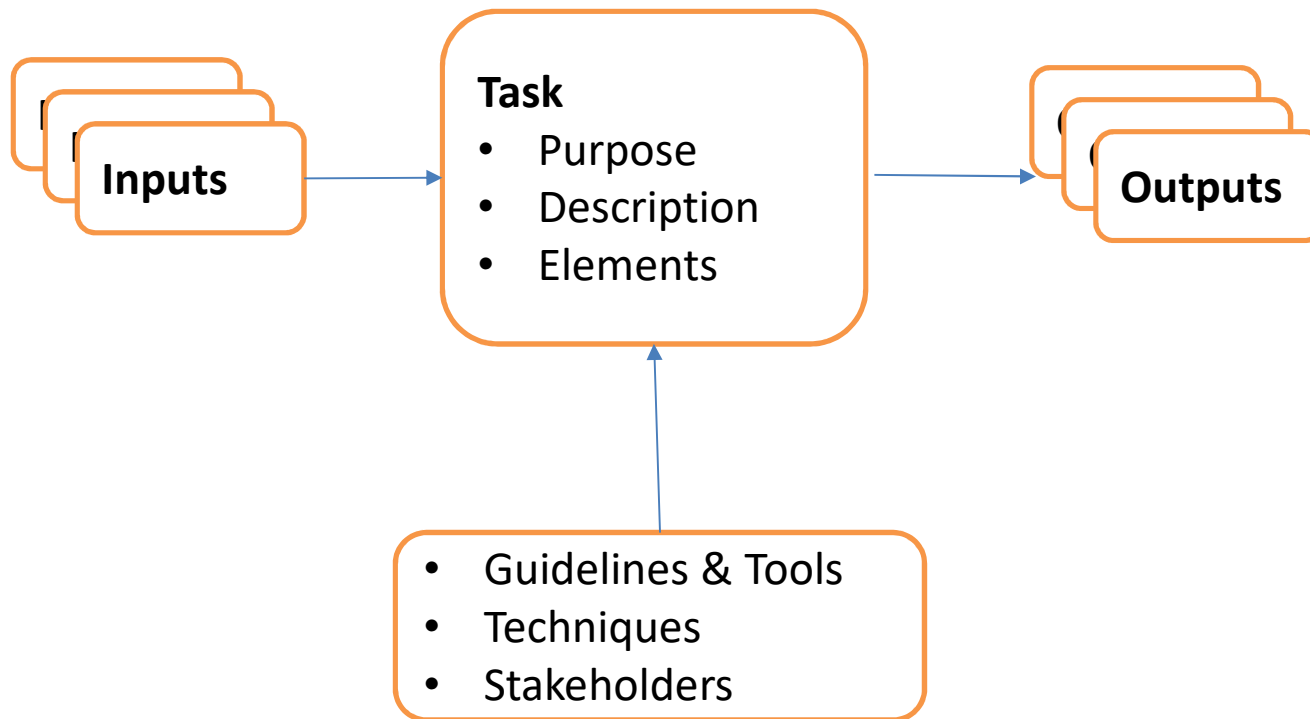 Task
• Purpose
• Description
• Elements
Inputs
Outputs
• Guidelines & Tools
• Techniques
• Stakeholders